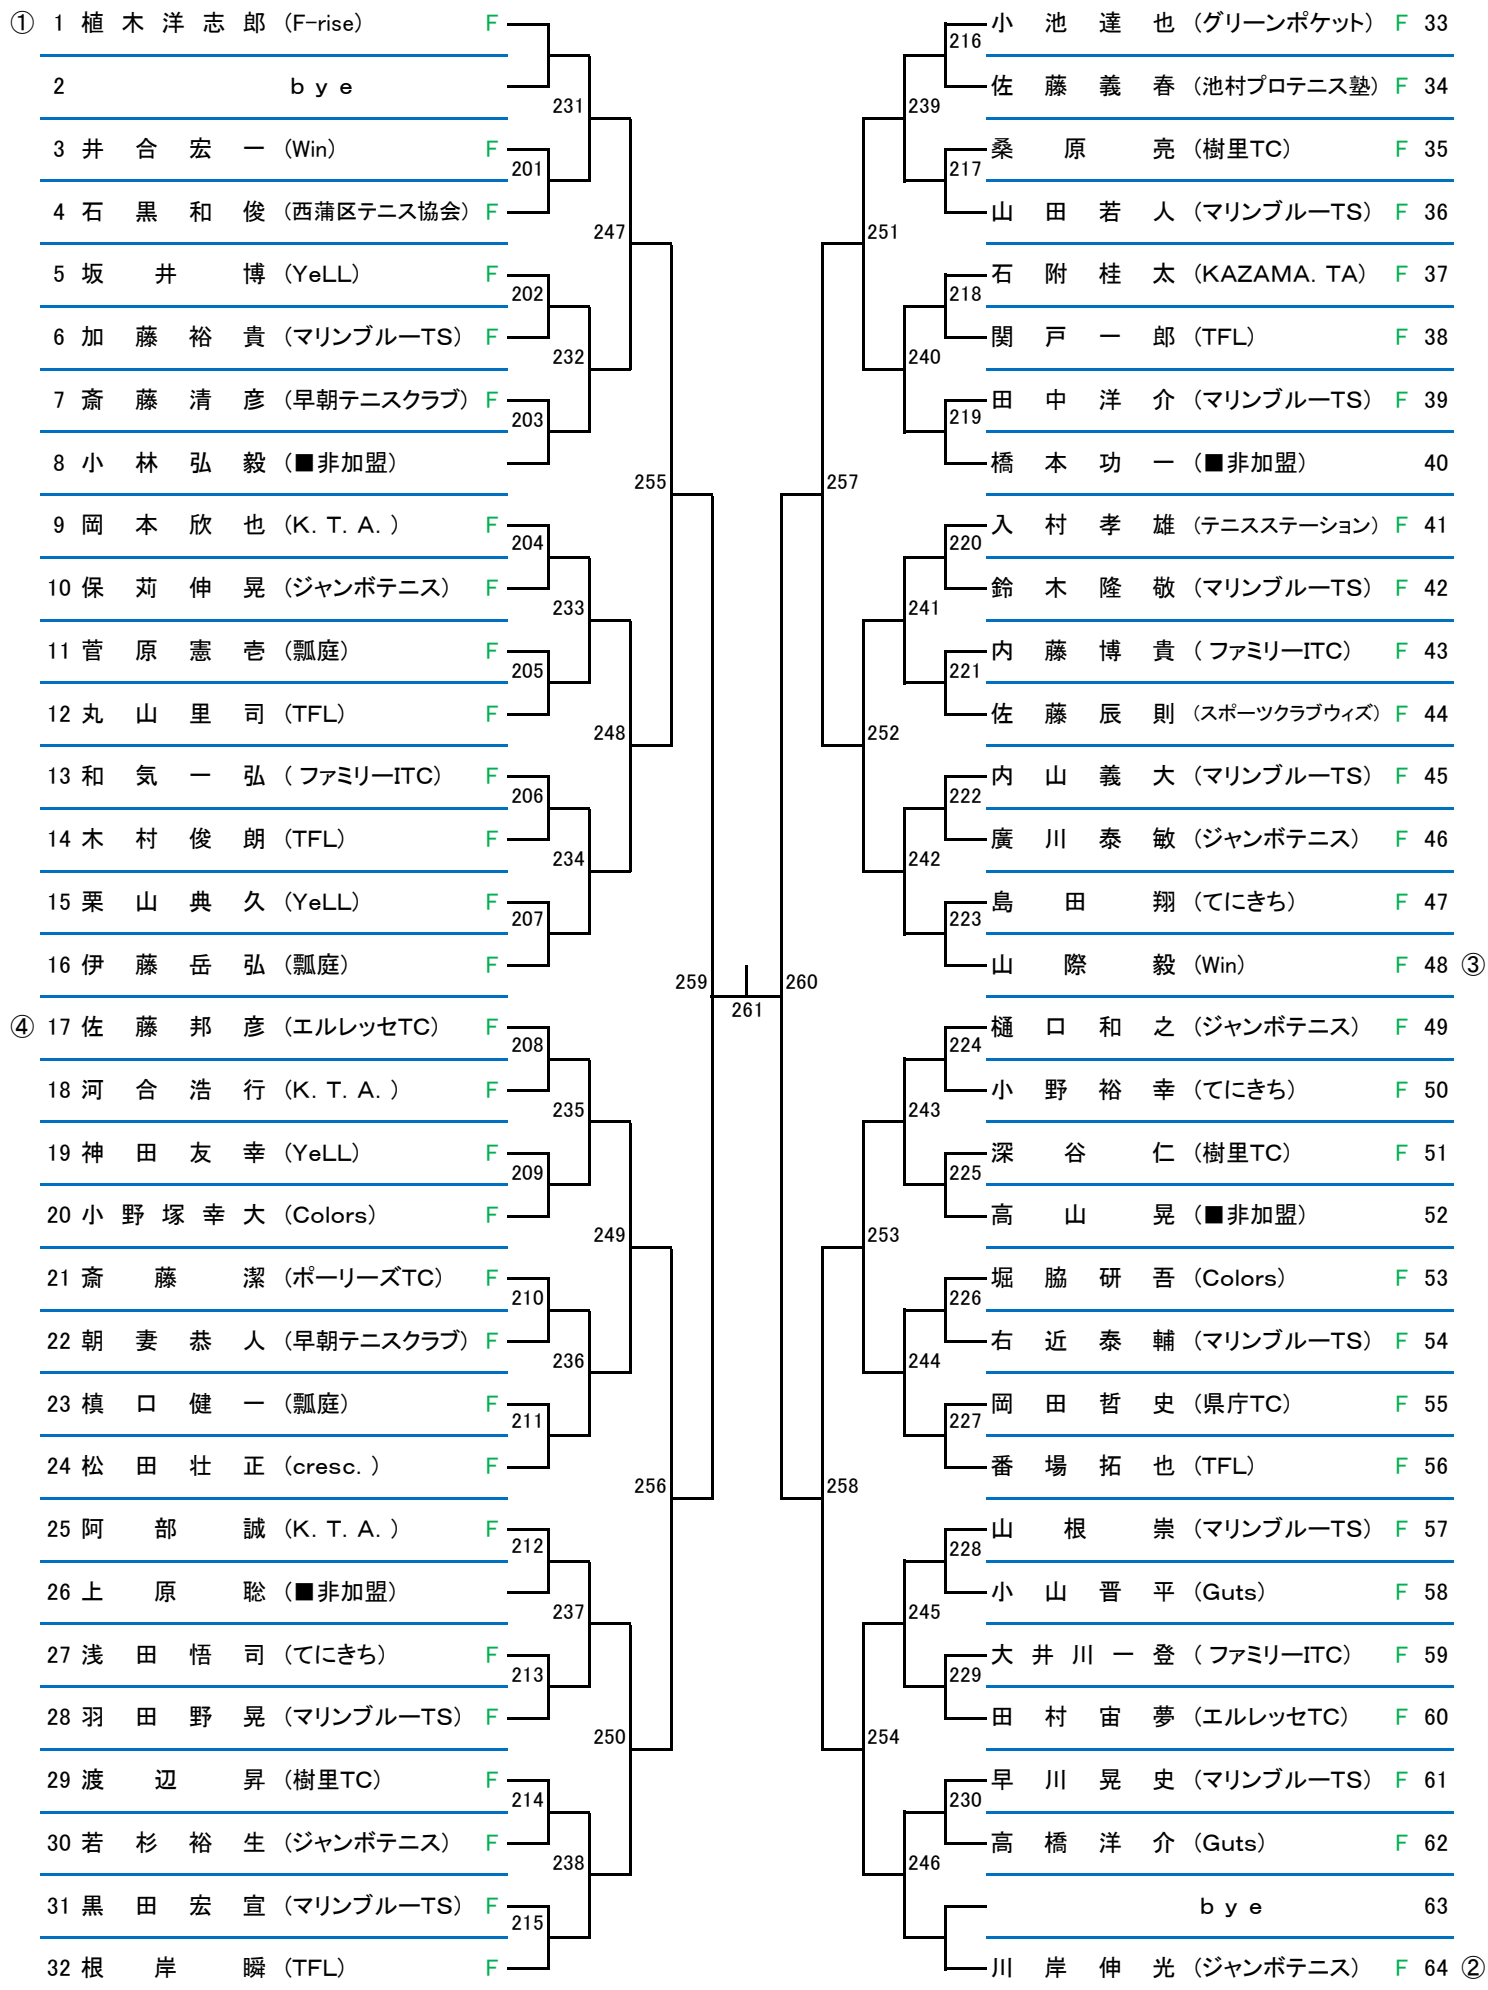 ① 1 植木洋志郎 (F-rise) F
2 bye
231
3 井合宏一 (Win) F
201
4 石黒和俊 (西蒲区テニス協会) F
247
5 坂井博 (YeLL) F
202
6 加藤裕貴 (マリンブルーTS) F
232
7 斎藤清彦 (早朝テニスクラブ) F
203
8 小林弘毅 (■非加盟)
255
9 岡本欣也 (K.T.A.) F
204
10 保苅伸晃 (ジャンボテニス) F
233
11 菅原憲壱 (瓢庭) F
205
12 丸山里司 (TFL) F
248
13 和気一弘 (ファミリーITC) F
206
14 木村俊朗 (TFL) F
234
15 栗山典久 (YeLL) F
207
16 伊藤岳弘 (瓢庭) F
259
④ 17 佐藤邦彦 (エルレッセTC) F
208
18 河合浩行 (K.T.A.) F
235
19 神田友幸 (YeLL) F
209
20 小野塚幸大 (Colors) F
249
21 斎藤潔 (ポーリーズTC) F
210
22 朝妻恭人 (早朝テニスクラブ) F
236
23 槙口健一 (瓢庭) F
211
24 松田壮正 (cresc.) F
256
25 阿部誠 (K.T.A.) F
212
26 上原聡 (■非加盟)
237
27 浅田悟司 (てにきち) F
213
28 羽田野晃 (マリンブルーTS) F
250
29 渡辺昇 (樹里TC) F
214
30 若杉裕生 (ジャンボテニス) F
238
31 黒田宏宣 (マリンブルーTS) F
215
32 根岸瞬 (TFL) F
261
小池達也 (グリーンポケット) F 33
216
佐藤義春 (池村プロテニス塾) F 34
239
桑原亮 (樹里TC) F 35
217
山田若人 (マリンブルーTS) F 36
251
石附桂太 (KAZAMA.TA) F 37
218
関戸一郎 (TFL) F 38
240
田中洋介 (マリンブルーTS) F 39
219
橋本功一 (■非加盟) 40
257
入村孝雄 (テニスステーション) F 41
220
鈴木隆敬 (マリンブルーTS) F 42
241
内藤博貴 (ファミリーITC) F 43
221
佐藤辰則 (スポーツクラブウィズ) F 44
252
内山義大 (マリンブルーTS) F 45
222
廣川泰敏 (ジャンボテニス) F 46
242
島田翔 (てにきち) F 47
223
山際毅 (Win) F 48 ③
260
樋口和之 (ジャンボテニス) F 49
224
小野裕幸 (てにきち) F 50
243
深谷仁 (樹里TC) F 51
225
高山晃 (■非加盟) 52
253
堀脇研吾 (Colors) F 53
226
右近泰輔 (マリンブルーTS) F 54
244
岡田哲史 (県庁TC) F 55
227
番場拓也 (TFL) F 56
258
山根崇 (マリンブルーTS) F 57
228
小山晋平 (Guts) F 58
245
大井川一登 (ファミリーITC) F 59
229
田村宙夢 (エルレッセTC) F 60
254
早川晃史 (マリンブルーTS) F 61
230
高橋洋介 (Guts) F 62
246
bye 63
川岸伸光 (ジャンボテニス) F 64 ②